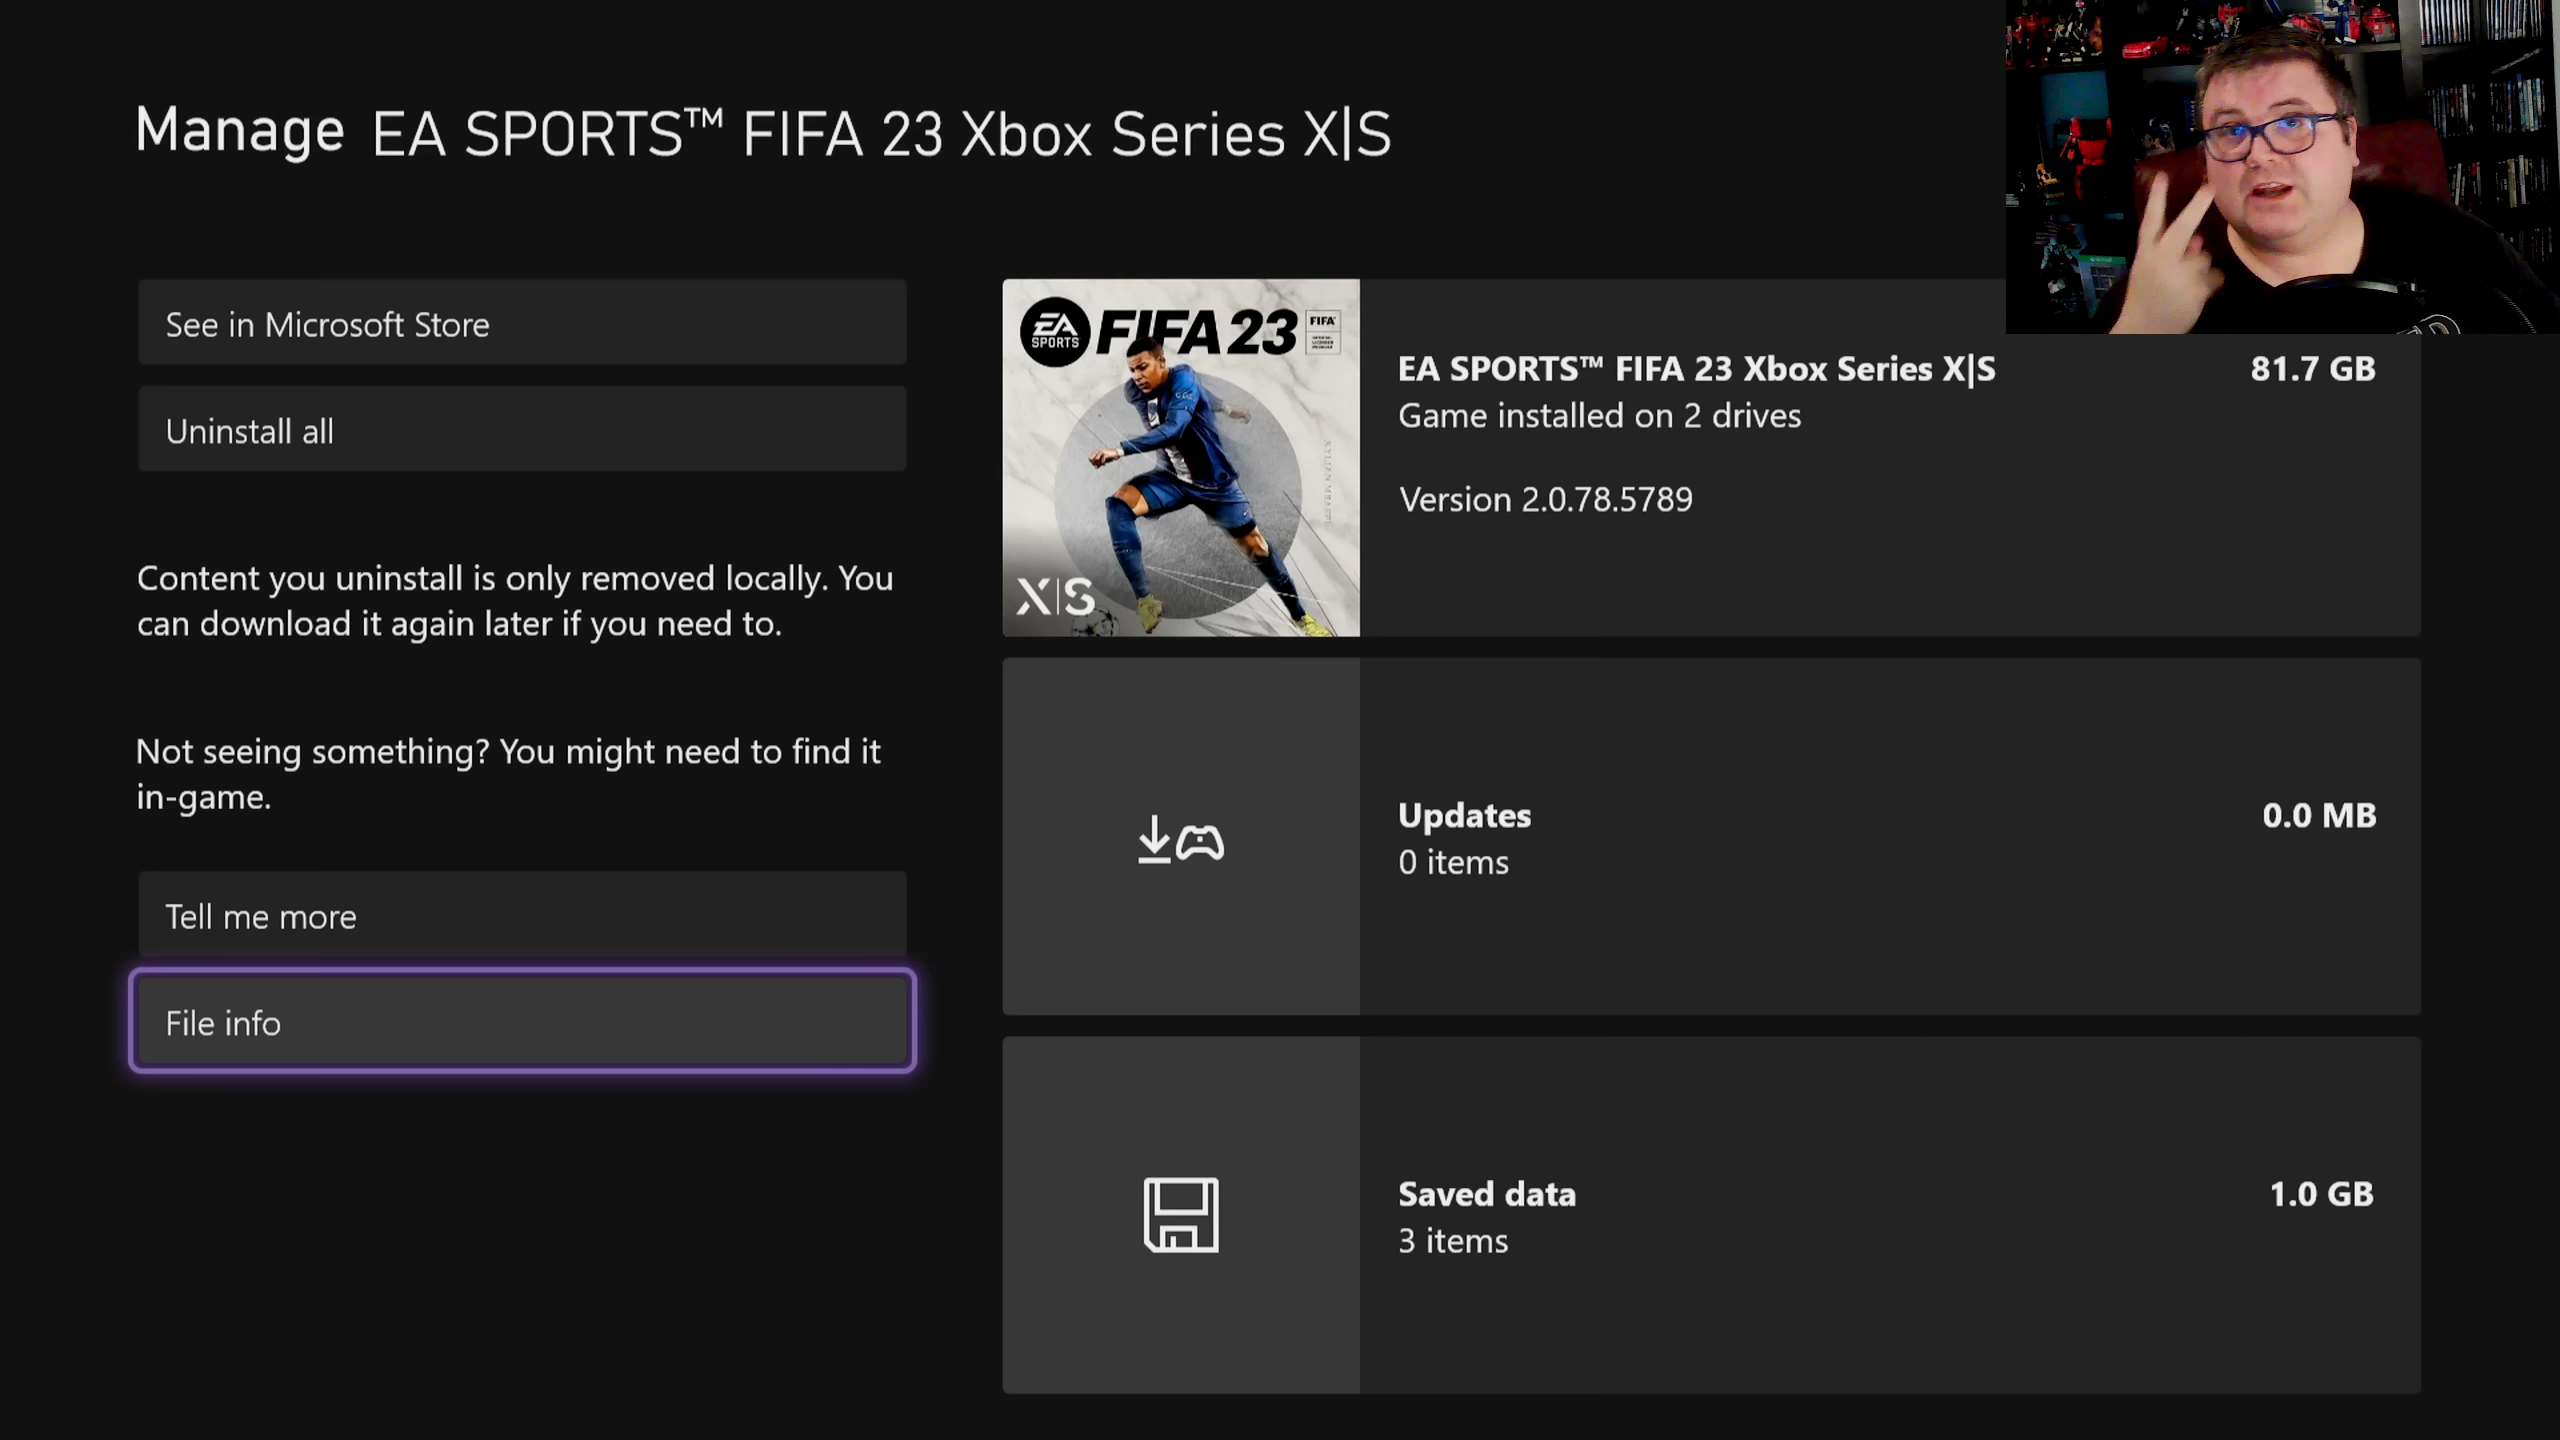 Manage EA SPORTS™ FIFA 23 Xbox Series X|S
See in Microsoft Store
Uninstall all
Content you uninstall is only removed locally. You
can download it again later if you need to.
Not seeing something? You might need to find it
in-game.
Tell me more
File info
EA SPORTS FIFA 23 FIFA
X|S
EA SPORTS™ FIFA 23 Xbox Series X|S 81.7 GB
Game installed on 2 drives
Version 2.0.78.5789
Updates 0.0 MB
0 items
Saved data 1.0 GB
3 items